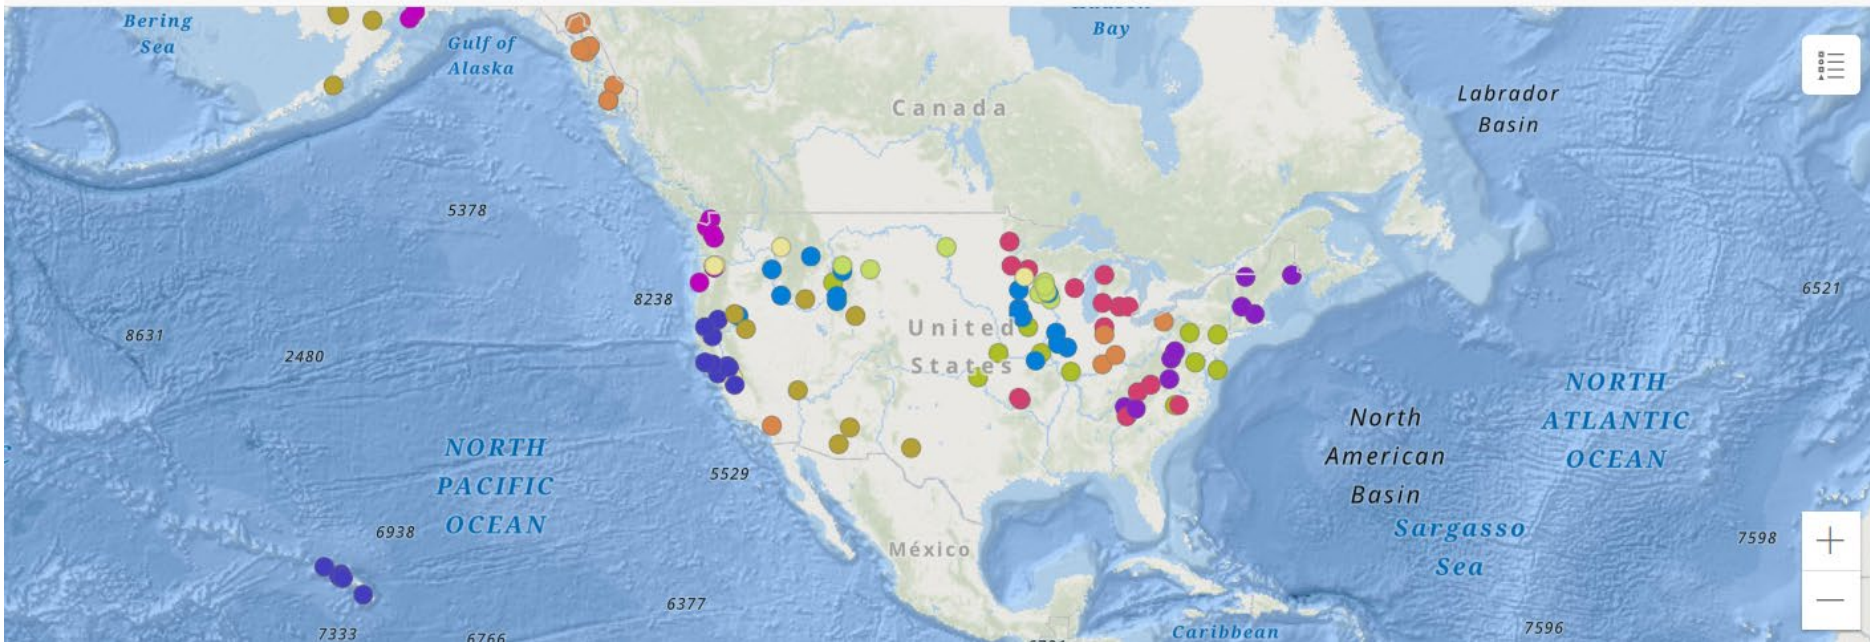 Bering
Sea
Gulf of
Alaska
Bay
Canada
Labrador
Basin
5378
8238
6521
8631
2480
United
States
NORTH
PACIFIC
OCEAN
5529
6938
North
American
Basin
NORTH
ATLANTIC
OCEAN
Sargasso
Sea
7598
México
6377
7333
6766
Caribbean
7596